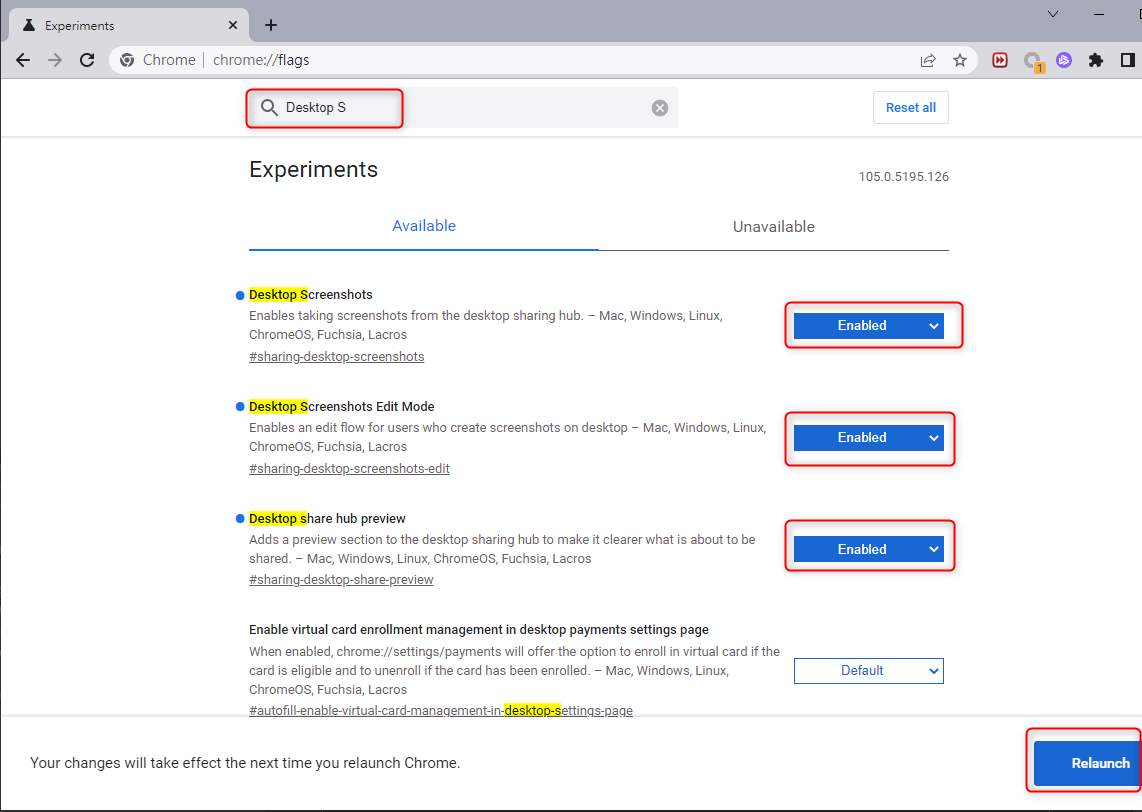 Experiments
Chrome | chrome://flags
1
Desktop S
Reset all
Experiments
105.0.5195.126
Available
Unavailable
Desktop Screenshots
Enables taking screenshots from the desktop sharing hub. – Mac, Windows, Linux,
ChromeOS, Fuchsia, Lacros
#sharing-desktop-screenshots
Enabled
Desktop Screenshots Edit Mode
Enables an edit flow for users who create screenshots on desktop – Mac, Windows, Linux,
ChromeOS, Fuchsia, Lacros
#sharing-desktop-screenshots-edit
Enabled
Desktop share hub preview
Adds a preview section to the desktop sharing hub to make it clearer what is about to be
shared. – Mac, Windows, Linux, ChromeOS, Fuchsia, Lacros
#sharing-desktop-share-preview
Enabled
Enable virtual card enrollment management in desktop payments settings page
When enabled, chrome://settings/payments will offer the option to enroll in virtual card if the
card is eligible and to unenroll if the card has been enrolled. – Mac, Windows, Linux,
ChromeOS, Fuchsia, Lacros
#autofill-enable-virtual-card-management-in-desktop-settings-page
Default
Your changes will take effect the next time you relaunch Chrome.
Relaunch